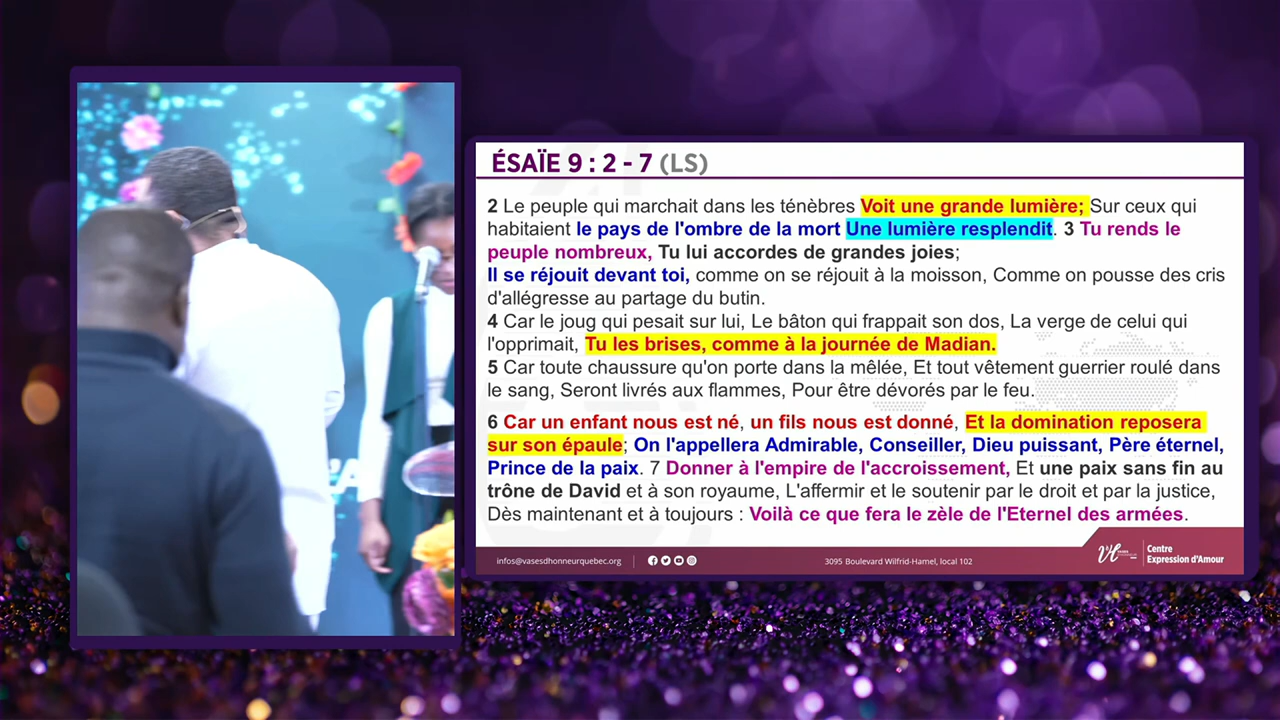 ÉSAÏE 9 : 2 - 7 (LS)
2 Le peuple qui marchait dans les ténèbres Voit une grande lumière; Sur ceux qui
habitaient le pays de l'ombre de la mort Une lumière resplendit. 3 Tu rends le
peuple nombreux, Tu lui accordes de grandes joies;
Il se réjouit devant toi, comme on se réjouit à la moisson, Comme on pousse des cris
d'allégresse au partage du butin.
4 Car le joug qui pesait sur lui, Le bâton qui frappait son dos, La verge de celui qui
l'opprimait, Tu les brises, comme à la journée de Madian.
5 Car toute chaussure qu'on porte dans la mêlée, Et tout vêtement guerrier roulé dans
le sang, Seront livrés aux flammes, Pour être dévorés par le feu.
6 Car un enfant nous est né, un fils nous est donné, Et la domination reposera
sur son épaule; On l'appellera Admirable, Conseiller, Dieu puissant, Père éternel,
Prince de la paix. 7 Donner à l'empire de l'accroissement, Et une paix sans fin au
trône de David et à son royaume, L'affermir et le soutenir par le droit et par la justice,
Dès maintenant et à toujours : Voilà ce que fera le zèle de l'Eternel des armées.
infos@vasesdhonneurquebec.org
3095 Boulevard Wilfrid-Hamel, local 102
Centre
Expression d'Amour